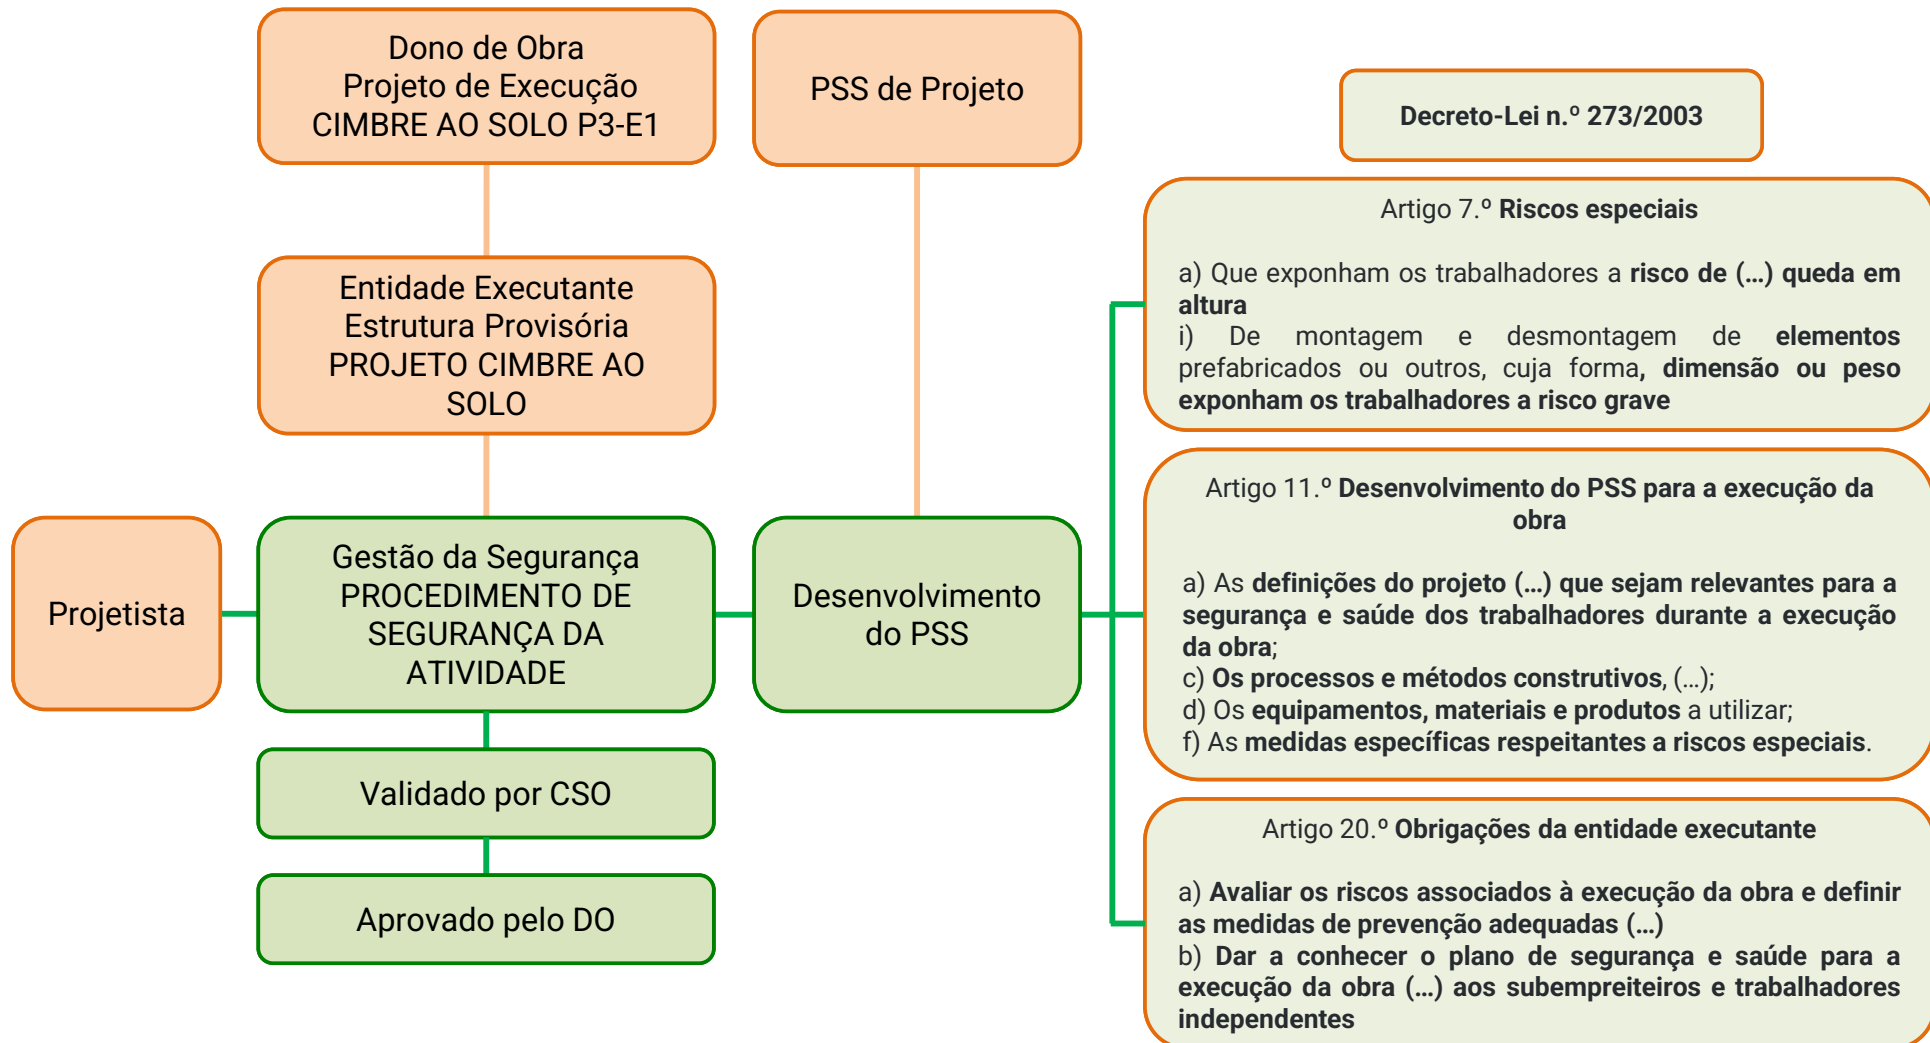 Dono de Obra
Projeto de Execução
CIMBRE AO SOLO P3-E1
PSS de Projeto
Decreto-Lei n.º 273/2003
Entidade Executante
Estrutura Provisória
PROJETO CIMBRE AO
SOLO
Artigo 7.º Riscos especiais
a) Que exponham os trabalhadores a risco de (...) queda em
altura
i) De montagem e desmontagem de elementos
prefabricados ou outros, cuja forma, dimensão ou peso
exponham os trabalhadores a risco grave
Projetista
Gestão da Segurança
PROCEDIMENTO DE
SEGURANÇA DA
ATIVIDADE
Desenvolvimento
do PSS
Artigo 11.º Desenvolvimento do PSS para a execução da
obra
a) As definições do projeto (...) que sejam relevantes para a
segurança e saúde dos trabalhadores durante a execução
da obra;
c) Os processos e métodos construtivos, (...);
d) Os equipamentos, materiais e produtos a utilizar;
f) As medidas específicas respeitantes a riscos especiais.
Validado por CSO
Aprovado pelo DO
Artigo 20.º Obrigações da entidade executante
a) Avaliar os riscos associados à execução da obra e definir
as medidas de prevenção adequadas (...)
b) Dar a conhecer o plano de segurança e saúde para a
execução da obra (...) aos subempreiteiros e trabalhadores
independentes